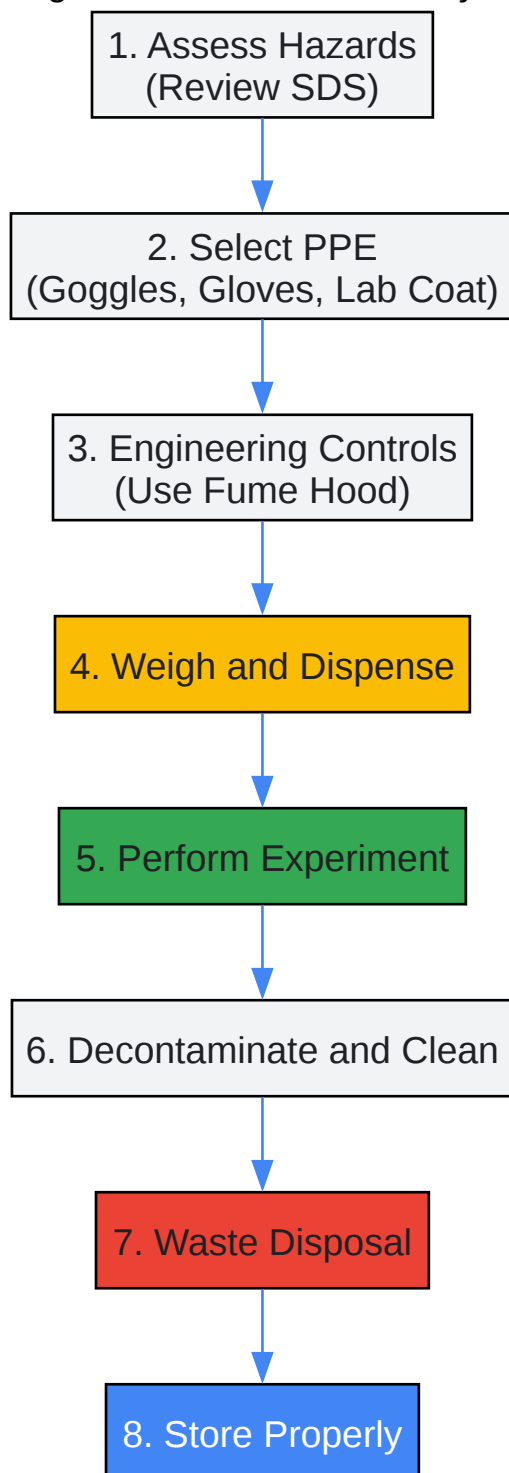 1. Assess Hazards
(Review SDS)
2. Select PPE
(Goggles, Gloves, Lab Coat)
3. Engineering Controls
(Use Fume Hood)
4. Weigh and Dispense
5. Perform Experiment
6. Decontaminate and Clean
7. Waste Disposal
8. Store Properly